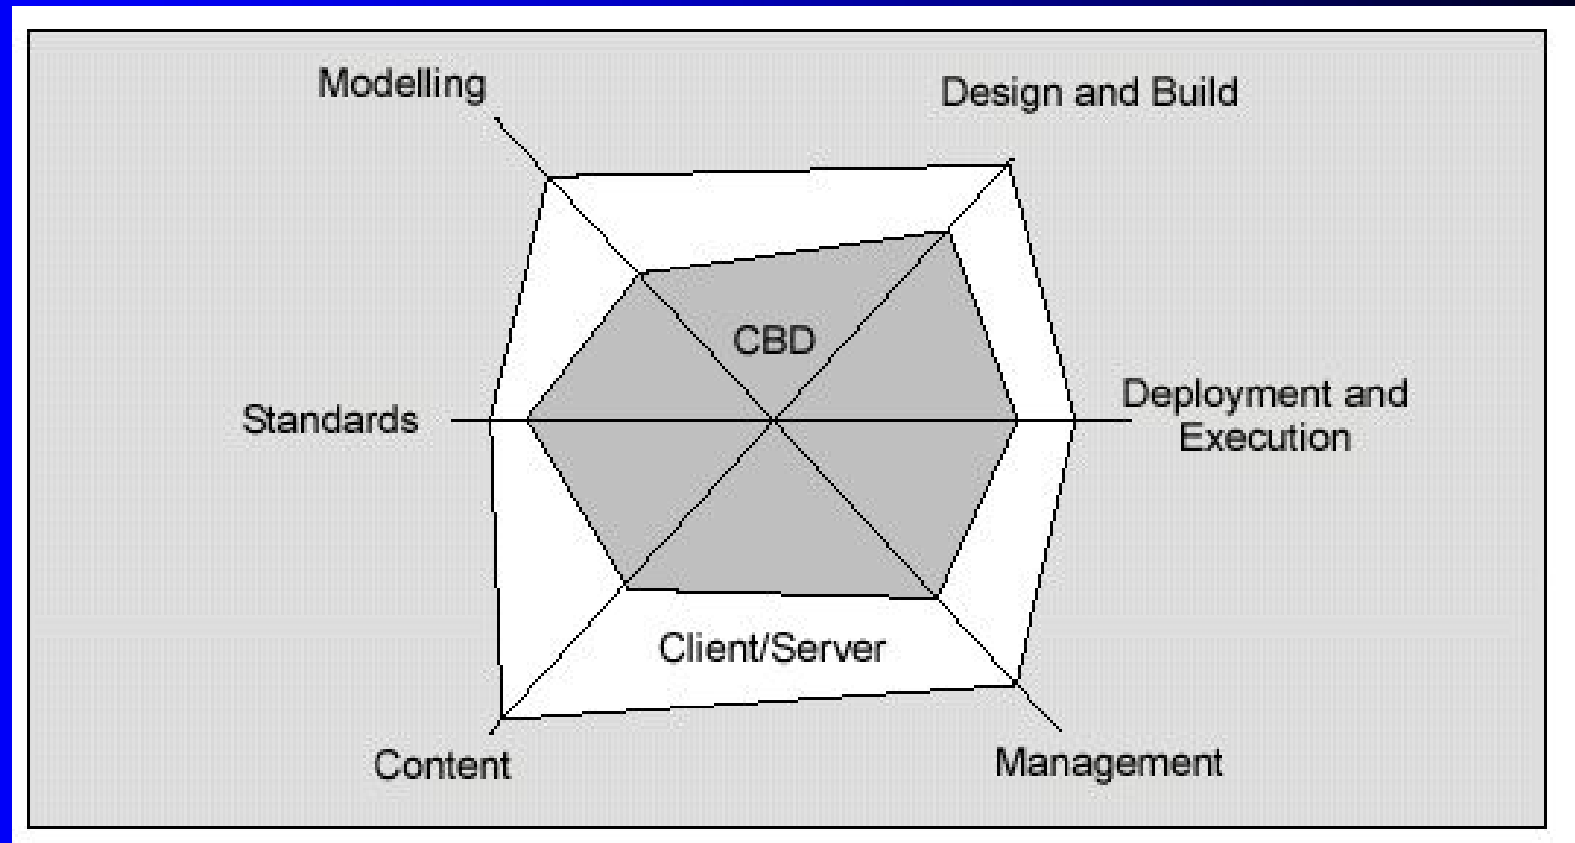 Modelling
Design and Build
CBD
Deployment and
Execution
Standards
Client/Server
Content
Management